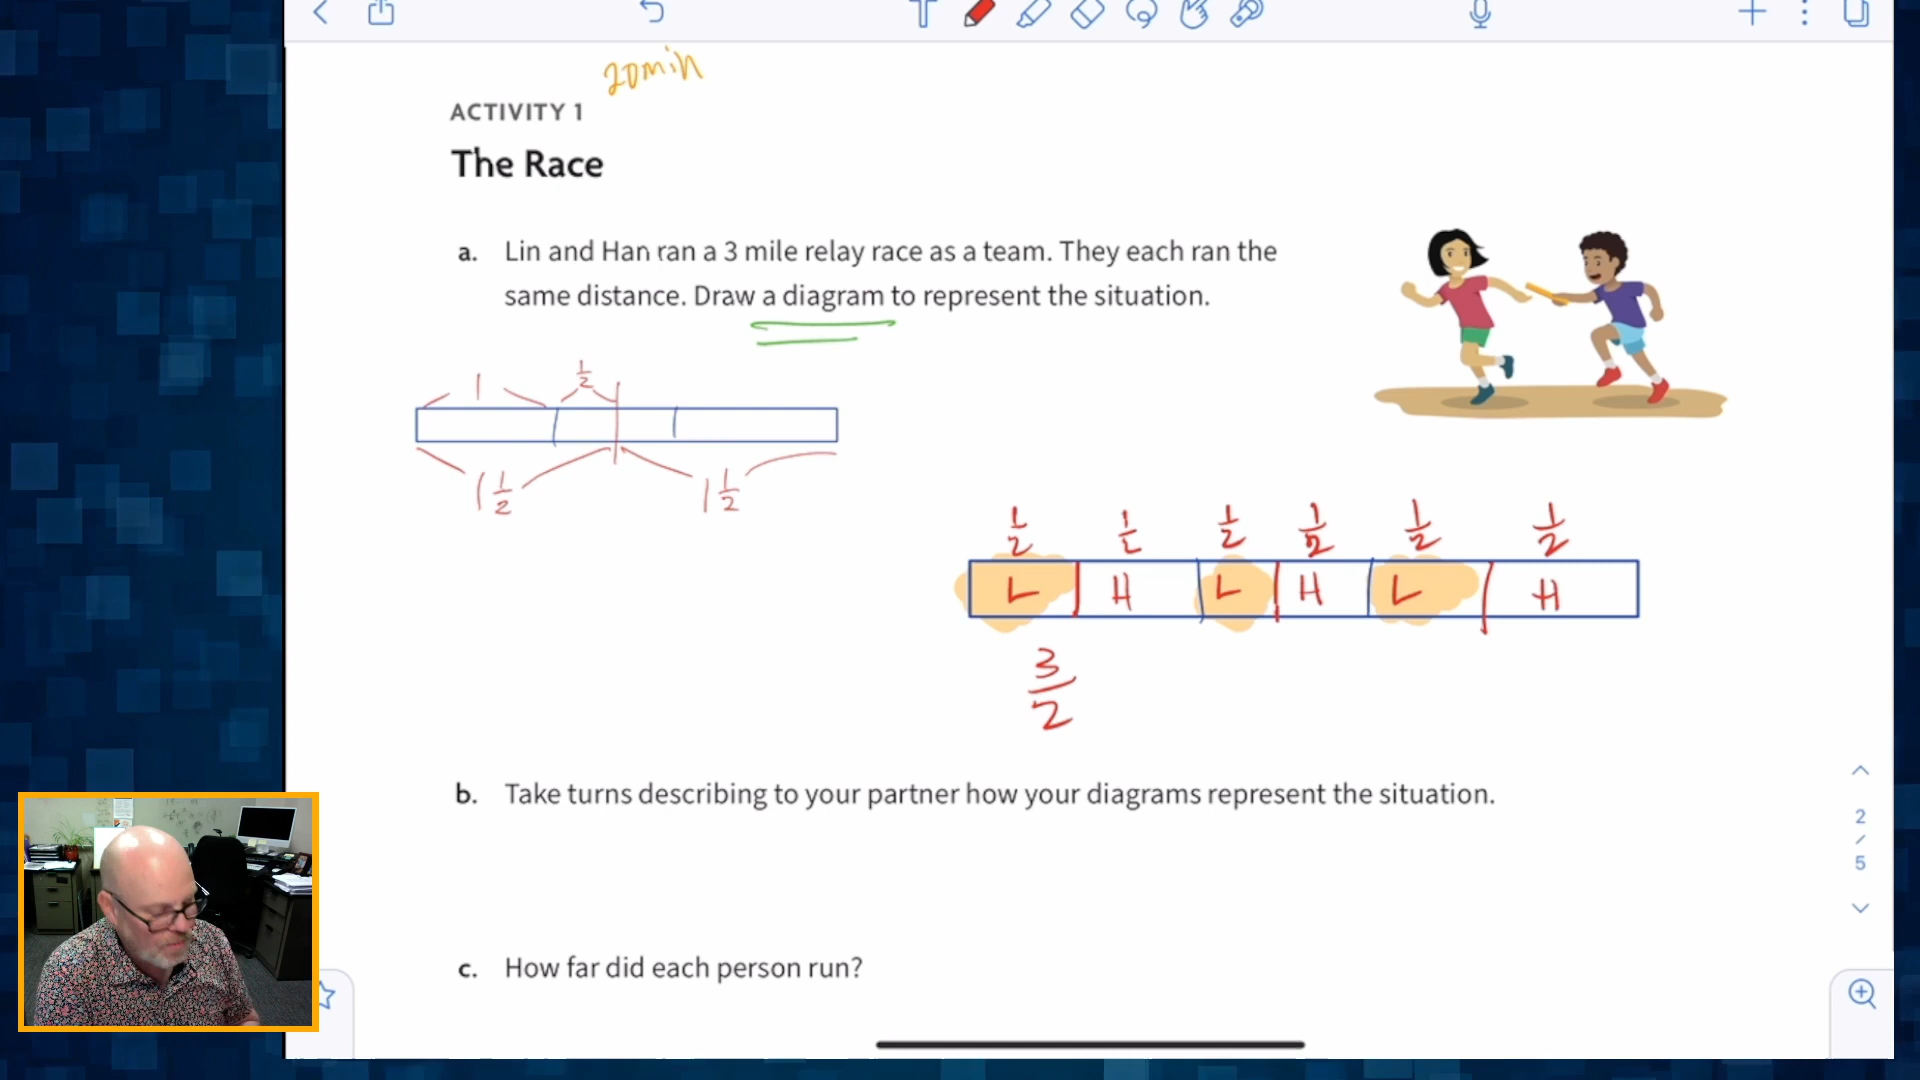 20min
ACTIVITY 1
The Race
a. Lin and Han ran a 3 mile relay race as a team. They each ran the
same distance. Draw a diagram to represent the situation.
1 1/2
1 1/2 1 1/2
1/2 1/2 1/2 1/2 1/2 1/2
L H L H L H
3/2
b. Take turns describing to your partner how your diagrams represent the situation.
2
/
5
c. How far did each person run?